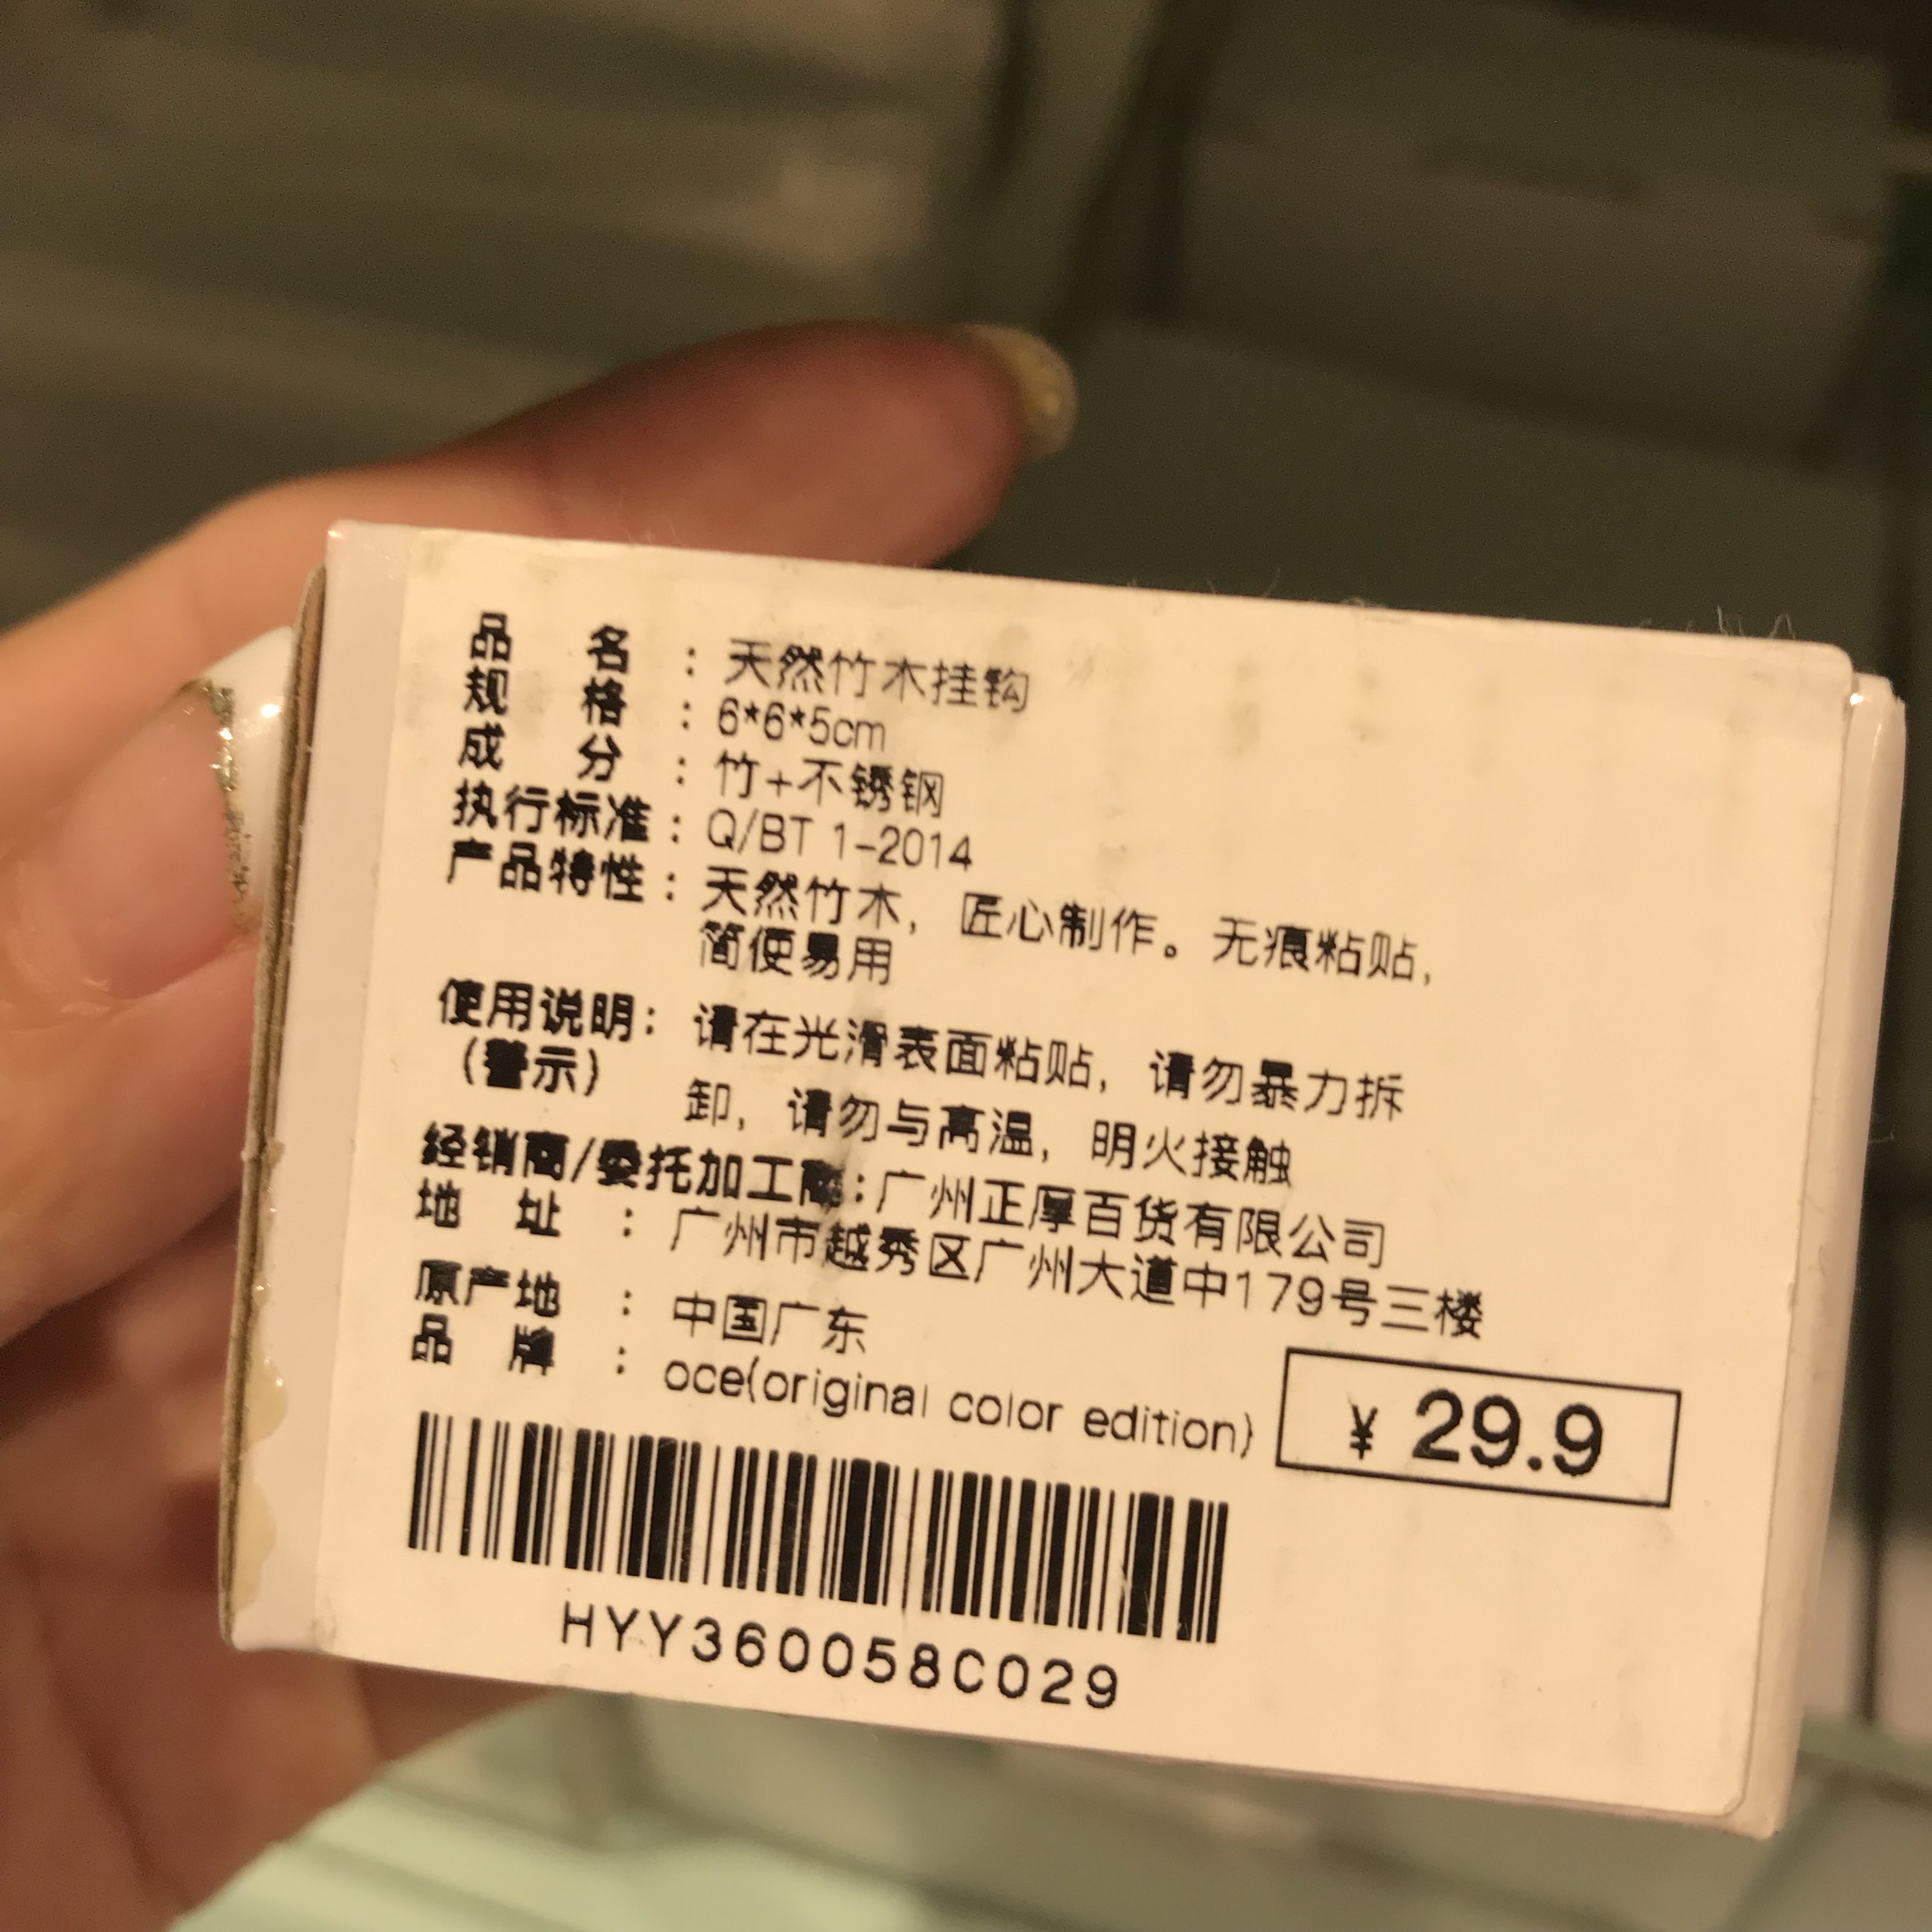 品名：天然竹木挂钩
规格：6*6*5cm
成分：竹+不锈钢
执行标准：Q/BT 1-2014
产品特性：天然竹木，匠心制作。无痕粘贴，
简便易用
使用说明：请在光滑表面粘贴，请勿暴力拆
（警示）卸，请勿与高温，明火接触
经销商/委托加工商：广州正厚百货有限公司
地址：广州市越秀区广州大道中179号三楼
原产地：中国广东
品牌：oce(original color edition)
¥ 29.9
HYY360058C029